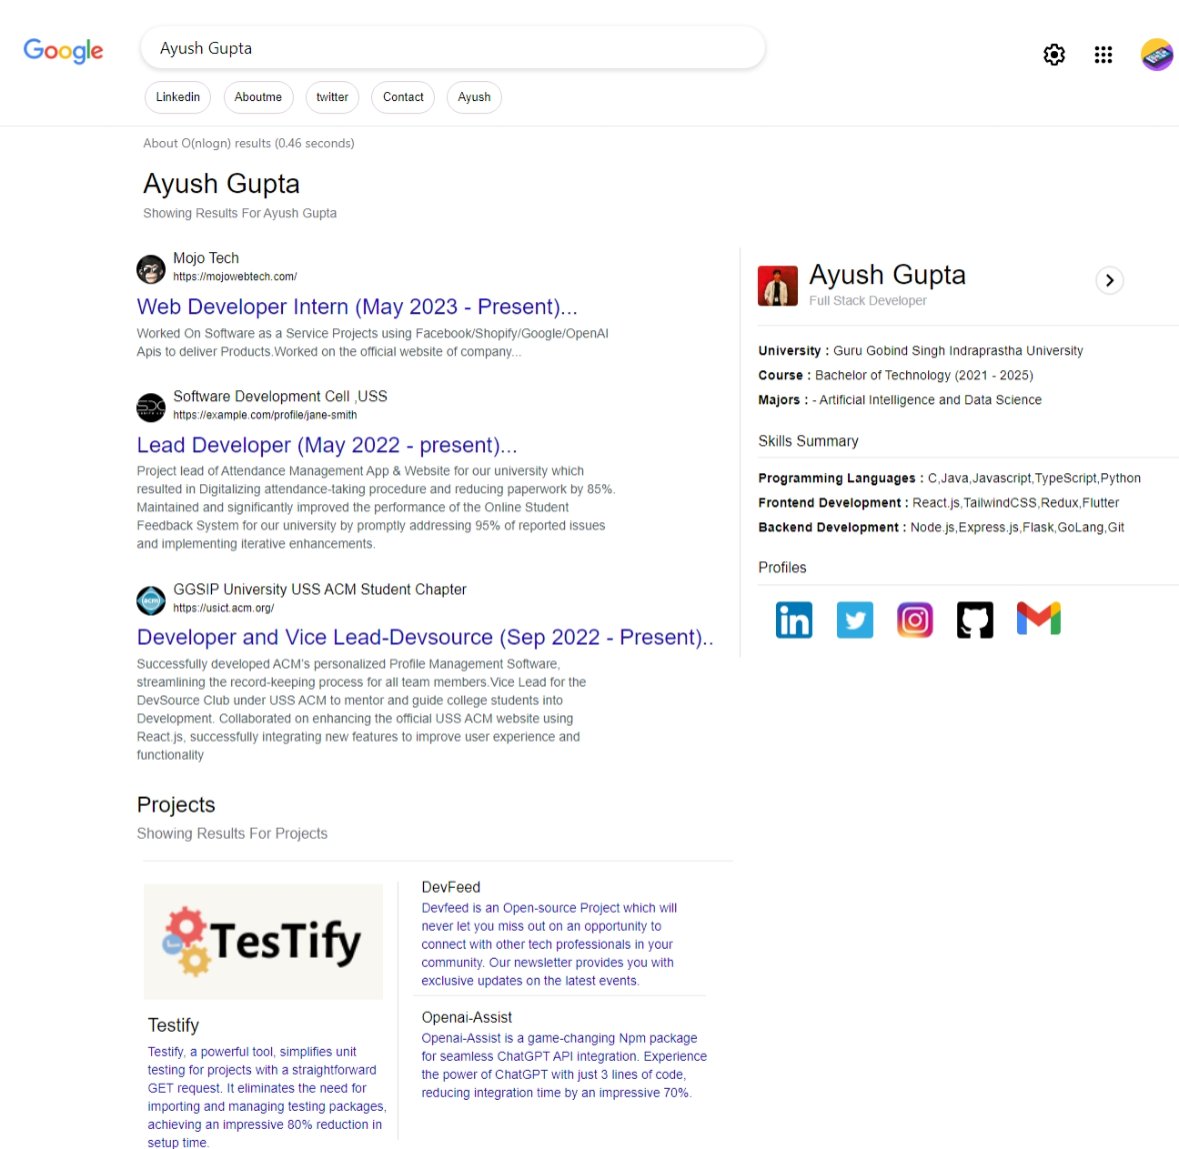 Google
Ayush Gupta
Linkedin
Aboutme
twitter
Contact
Ayush
About O(nlogn) results (0.46 seconds)
Ayush Gupta
Showing Results For Ayush Gupta
Mojo Tech
https://mojowebtech.com/
Web Developer Intern (May 2023 - Present)...
Worked On Software as a Service Projects using Facebook/Shopify/Google/OpenAI
Apis to deliver Products.Worked on the official website of company...
Software Development Cell ,USS
https://example.com/profile/jane-smith
Lead Developer (May 2022 - present)...
Project lead of Attendance Management App & Website for our university which
resulted in Digitalizing attendance-taking procedure and reducing paperwork by 85%.
Maintained and significantly improved the performance of the Online Student
Feedback System for our university by promptly addressing 95% of reported issues
and implementing iterative enhancements.
GGSIP University USS ACM Student Chapter
https://usict.acm.org/
Developer and Vice Lead-Devsource (Sep 2022 - Present)..
Successfully developed ACM's personalized Profile Management Software,
streamlining the record-keeping process for all team members.Vice Lead for the
DevSource Club under USS ACM to mentor and guide college students into
Development. Collaborated on enhancing the official USS ACM website using
React.js, successfully integrating new features to improve user experience and
functionality
Ayush Gupta
Full Stack Developer
University : Guru Gobind Singh Indraprastha University
Course : Bachelor of Technology (2021 - 2025)
Majors : - Artificial Intelligence and Data Science
Skills Summary
Programming Languages : C,Java,Javascript,TypeScript,Python
Frontend Development : React.js,TailwindCSS,Redux,Flutter
Backend Development : Node.js,Express.js,Flask,GoLang,Git
Profiles
in
Projects
Showing Results For Projects
TesTify
Testify
Testify, a powerful tool, simplifies unit
testing for projects with a straightforward
GET request. It eliminates the need for
importing and managing testing packages,
achieving an impressive 80% reduction in
setup time.
DevFeed
Devfeed is an Open-source Project which will
never let you miss out on an opportunity to
connect with other tech professionals in your
community. Our newsletter provides you with
exclusive updates on the latest events.
Openai-Assist
Openai-Assist is a game-changing Npm package
for seamless ChatGPT API integration. Experience
the power of ChatGPT with just 3 lines of code,
reducing integration time by an impressive 70%.